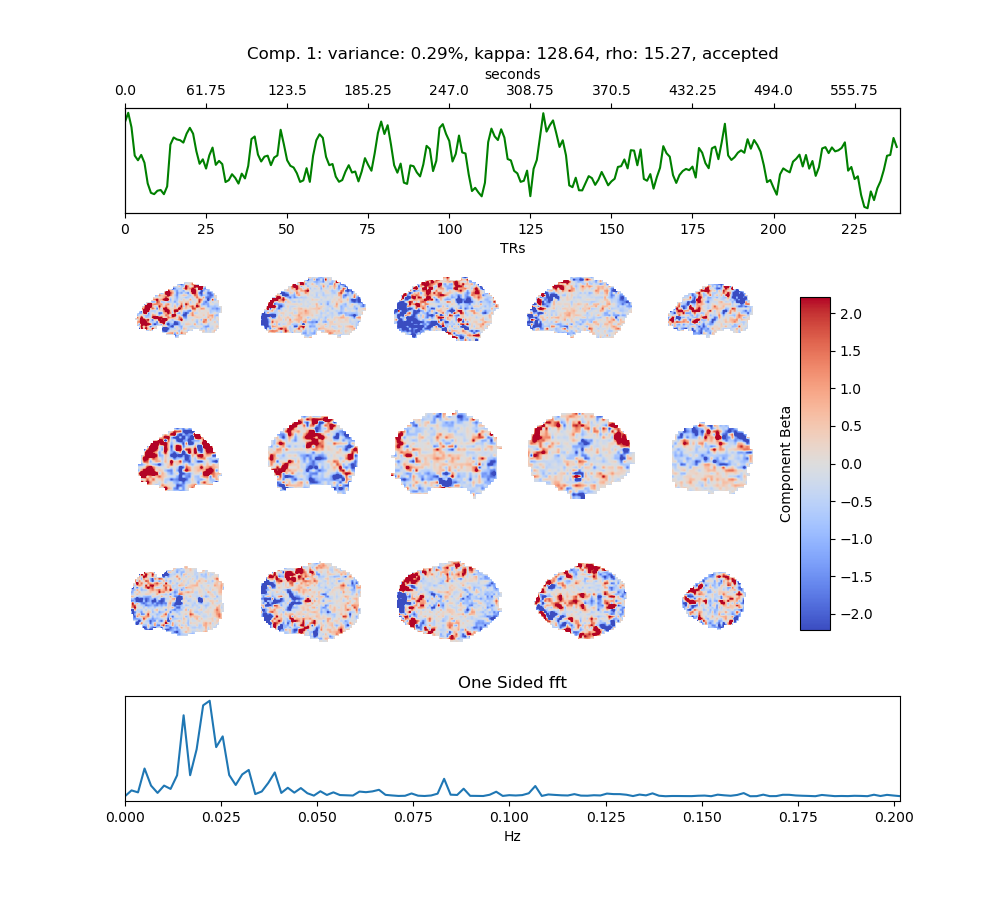 Comp. 1: variance: 0.29%, kappa: 128.64, rho: 15.27, accepted
seconds
0.0 61.75 123.5 185.25 247.0 308.75 370.5 432.25 494.0 555.75
0 25 50 75 100 125 150 175 200 225
TRs
Component Beta
2.0
1.5
1.0
0.5
0.0
−0.5
−1.0
−1.5
−2.0
One Sided fft
0.000 0.025 0.050 0.075 0.100 0.125 0.150 0.175 0.200
Hz